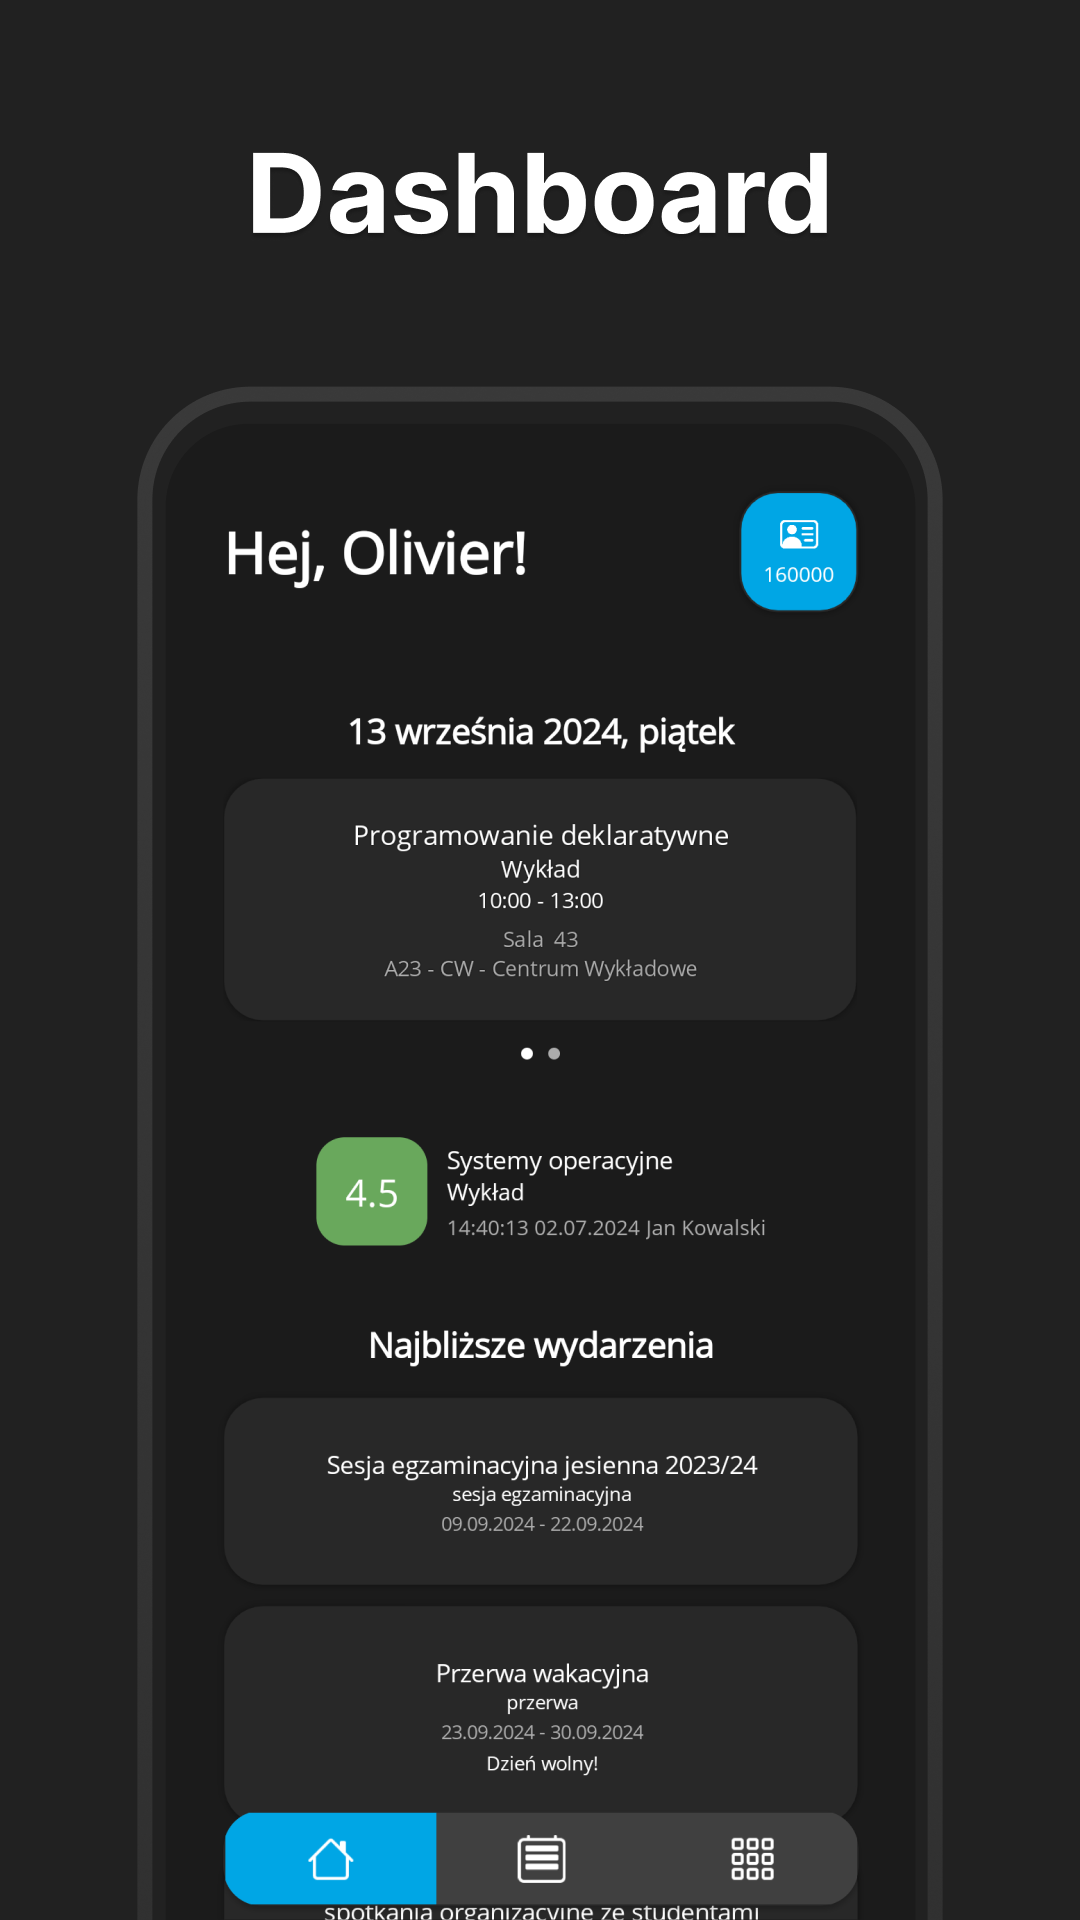 Dashboard
Hej, Olivier!
160000
13 września 2024, piątek
Programowanie deklaratywne
Wykład
10:00 - 13:00
Sala 43
A23 - CW - Centrum Wykładowe
4.5
Systemy operacyjne
Wykład
14:40:13 02.07.2024 Jan Kowalski
Najbliższe wydarzenia
Sesja egzaminacyjna jesienna 2023/24
sesja egzaminacyjna
09.09.2024 - 22.09.2024
Przerwa wakacyjna
przerwa
23.09.2024 - 30.09.2024
Dzień wolny!
spotkania organizacyjne ze studentami